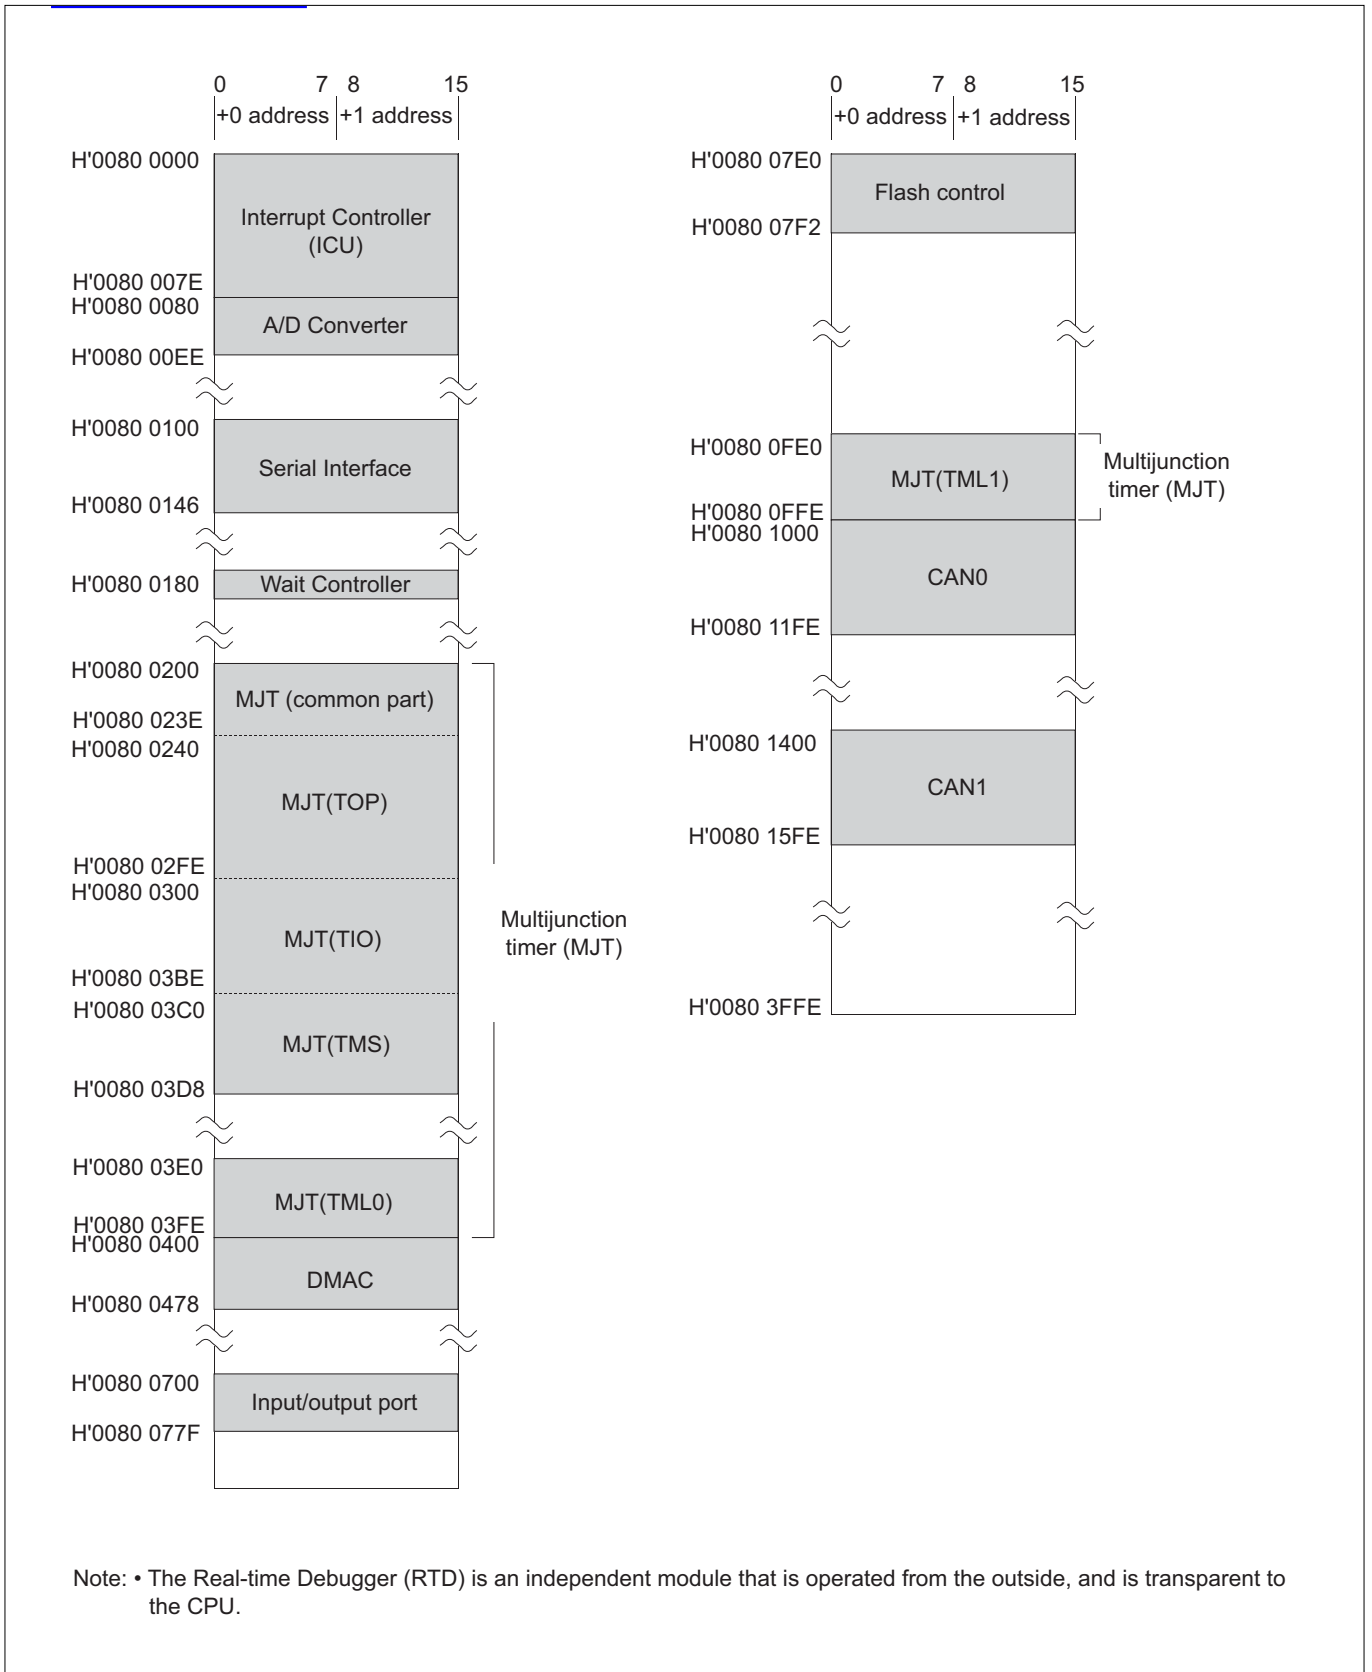 0 7 8 15
+0 address +1 address
H'0080 0000
Interrupt Controller
(ICU)
H'0080 007E
H'0080 0080
A/D Converter
H'0080 00EE
H'0080 0100
Serial Interface
H'0080 0146
H'0080 0180 Wait Controller
H'0080 0200
MJT (common part)
H'0080 023E
H'0080 0240
MJT(TOP)
H'0080 02FE
H'0080 0300
MJT(TIO)
H'0080 03BE
H'0080 03C0
MJT(TMS)
H'0080 03D8
H'0080 03E0
MJT(TML0)
H'0080 03FE
H'0080 0400
DMAC
H'0080 0478
H'0080 0700
Input/output port
H'0080 077F
Multijunction
timer (MJT)
0 7 8 15
+0 address +1 address
H'0080 07E0
Flash control
H'0080 07F2
H'0080 0FE0
MJT(TML1)
H'0080 0FFE
H'0080 1000
CAN0
H'0080 11FE
H'0080 1400
CAN1
H'0080 15FE
H'0080 3FFE
Multijunction
timer (MJT)
Note: • The Real-time Debugger (RTD) is an independent module that is operated from the outside, and is transparent to
the CPU.